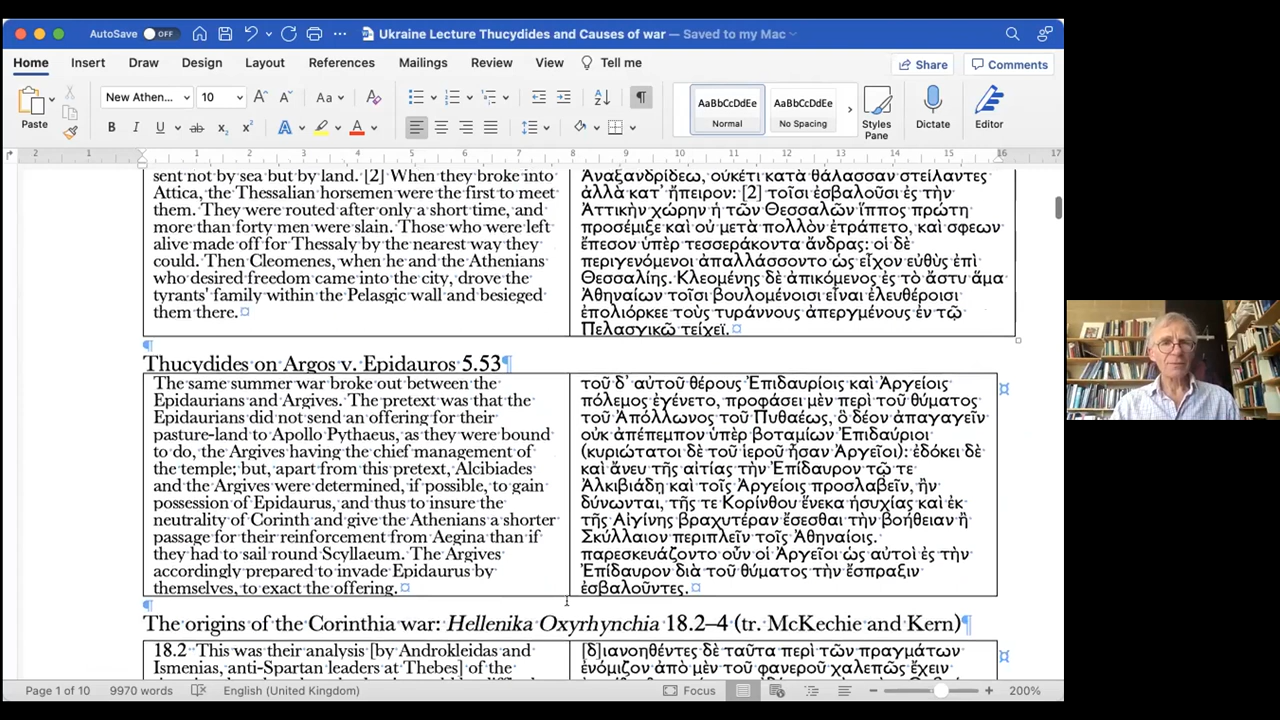 AutoSave OFF
Ukraine Lecture Thucydides and Causes of war — Saved to my Mac
Home Insert Draw Design Layout References Mailings Review View Tell me
Share Comments
Paste
New Athen... 10
AaBbCcDdEe AaBbCcDdEe
Normal No Spacing
Styles Pane
Dictate
Editor
2 1 1 2 3 4 5 6 7 8 9 10 11 12 13 14 15 16 17
sent not by sea but by land. [2] When they broke into
Attica, the Thessalian horsemen were the first to meet
them. They were routed after only a short time, and
more than forty men were slain. Those who were left
alive made off for Thessaly by the nearest way they
could. Then Cleomenes, when he and the Athenians
who desired freedom came into the city, drove the
tyrants' family within the Pelasgic wall and besieged
them there.
Ἀναξανδρίδεω, οὐκέτι κατὰ θάλασσαν στείλαντες
ἀλλὰ κατ᾽ ἤπειρον: [2] τοῖσι ἐσβαλοῦσι ἐς τὴν
Ἀττικὴν χώρην ἡ τῶν Θεσσαλῶν ἵππος πρώτη
προσέμιξε καὶ οὐ μετὰ πολλὸν ἐτράπετο, καὶ σφεων
ἔπεσον ὑπὲρ τεσσεράκοντα ἄνδρας: οἱ δὲ
περιγενόμενοι ἀπαλλάσσοντο ὡς εἶχον εὐθὺς ἐπὶ
Θεσσαλίης. Κλεομένης δὲ ἀπικόμενος ἐς τὸ ἄστυ ἅμα
Ἀθηναίων τοῖσι βουλομένοισι εἶναι ἐλευθέροισι
ἐπολιόρκεε τοὺς τυράννους ἀπεργμένους ἐν τῷ
Πελασγικῷ τείχεϊ.
Thucydides on Argos v. Epidauros 5.53
The same summer war broke out between the
Epidaurians and Argives. The pretext was that the
Epidaurians did not send an offering for their
pasture-land to Apollo Pythaeus, as they were bound
to do, the Argives having the chief management of
the temple; but, apart from this pretext, Alcibiades
and the Argives were determined, if possible, to gain
possession of Epidaurus, and thus to insure the
neutrality of Corinth and give the Athenians a shorter
passage for their reinforcement from Aegina than if
they had to sail round Scyllaeum. The Argives
accordingly prepared to invade Epidaurus by
themselves, to exact the offering.
τοῦ δ᾽ αὐτοῦ θέρους Ἐπιδαυρίοις καὶ Ἀργείοις
πόλεμος ἐγένετο, προφάσει μὲν περὶ τοῦ θύματος
τοῦ Ἀπόλλωνος τοῦ Πυθαέως, ὃ δέον ἀπαγαγεῖν
οὐκ ἀπέπεμπον ὑπὲρ βοταμίων Ἐπιδαύριοι
(κυριώτατοι δὲ τοῦ ἱεροῦ ἦσαν Ἀργεῖοι): ἐδόκει δὲ
καὶ ἄνευ τῆς αἰτίας τὴν Ἐπίδαυρον τῷ τε
Ἀλκιβιάδῃ καὶ τοῖς Ἀργείοις προσλαβεῖν, ἢν
δύνωνται, τῆς τε Κορίνθου ἕνεκα ἡσυχίας καὶ ἐκ
τῆς Αἰγίνης βραχυτέραν ἔσεσθαι τὴν βοήθειαν ἢ
Σκύλλαιον περιπλεῖν τοῖς Ἀθηναίοις.
παρεσκευάζοντο οὖν οἱ Ἀργεῖοι ὡς αὐτοὶ ἐς τὴν
Ἐπίδαυρον διὰ τοῦ θύματος τὴν ἔσπραξιν
ἐσβαλοῦντες.
The origins of the Corinthia war: Hellenika Oxyrhynchia 18.2–4 (tr. McKechie and Kern)
18.2 This was their analysis [by Androkleidas and
Ismenias, anti-Spartan leaders at Thebes] of the
[δ]ιανοηθέντες δὲ ταῦτα περὶ τῶν πραγμάτων
ἐνόμιζον ἀπὸ μὲν τοῦ φανεροῦ χαλεπῶς ἔχειν
Page 1 of 10 9970 words English (United Kingdom) Focus 200%